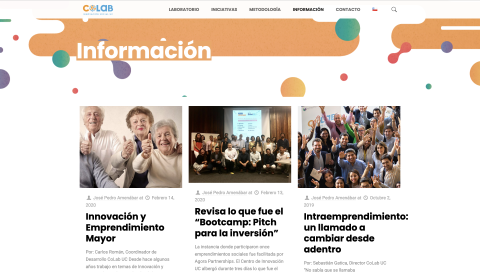 COLAB
LABORATORIO INICIATIVAS METODOLOGÍA INFORMACIÓN CONTACTO
Información
José Pedro Amenábar at Febrero 14, 2020
Innovación y
Emprendimiento
Mayor
Por: Carlos Román, Coordinador de
Desarrollo CoLab UC Desde hace algunos
años trabajo en temas de innovación y
José Pedro Amenábar at Febrero 13,
2020
Revisa lo que fue el
“Bootcamp: Pitch
para la inversión”
La instancia donde participaron unos
emprendimientos sociales fue facilitada por
Agora Partnerships. El Centro de Innovación
UC albergó durante tres días lo que fue el
José Pedro Amenábar at Octubre 2,
2019
Intraemprendimiento:
un llamado a
cambiar desde
adentro
Por: Sebastián Gatica, Director CoLab UC
“No sabía que se llamaba